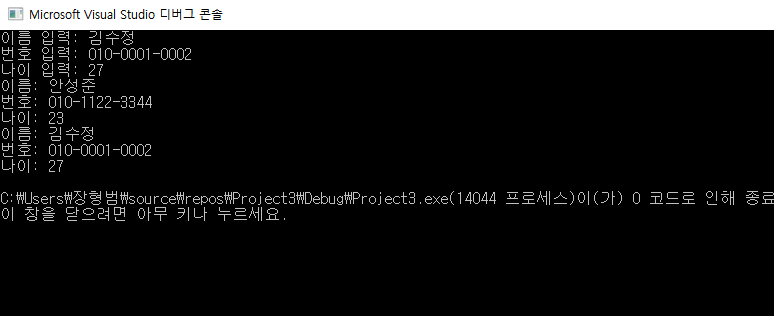 Microsoft Visual Studio 디버그 콘솔
이름 입력: 김수정
번호 입력: 010-0001-0002
나이 입력: 27
이름: 안성준
번호: 010-1122-3344
나이: 23
이름: 김수정
번호: 010-0001-0002
나이: 27
C:₩Users₩장형범₩source₩repos₩Project3₩Debug₩Project3.exe(14044 프로세스)이(가) 0 코드로 인해 종료
이 창을 닫으려면 아무 키나 누르세요.